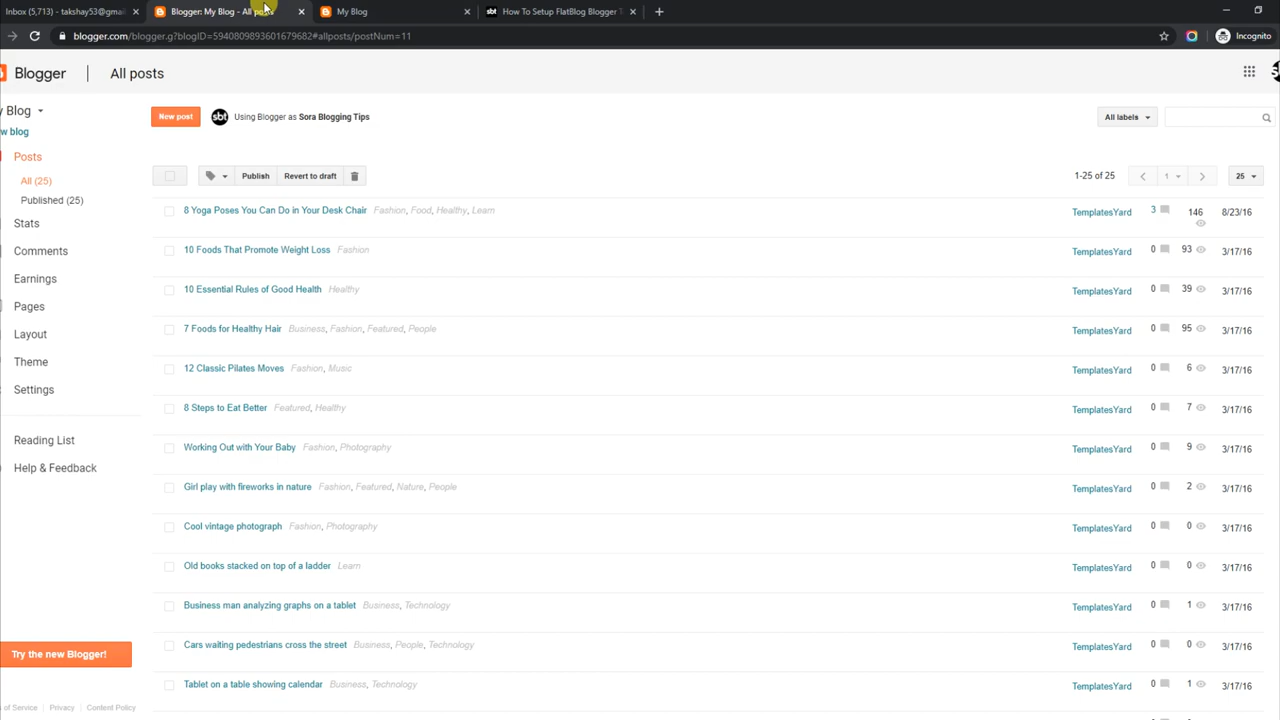 Inbox (5,713) - takshay53@gmail
Blogger: My Blog - All posts
My Blog
sbt How To Setup FlatBlog Blogger T
blogger.com/blogger.g?blogID=5940809893601679682#allposts/postNum=11
Incognito
Blogger
All posts
y Blog
w blog
New post
sbt
Using Blogger as Sora Blogging Tips
All labels
Posts
All (25)
Published (25)
Stats
Comments
Earnings
Pages
Layout
Theme
Settings
Reading List
Help & Feedback
Try the new Blogger!
s of Service
Privacy
Content Policy
Publish
Revert to draft
1-25 of 25
1
25
8 Yoga Poses You Can Do in Your Desk Chair Fashion, Food, Healthy, Learn TemplatesYard 3 146 8/23/16
10 Foods That Promote Weight Loss Fashion TemplatesYard 0 93 3/17/16
10 Essential Rules of Good Health Healthy TemplatesYard 0 39 3/17/16
7 Foods for Healthy Hair Business, Fashion, Featured, People TemplatesYard 0 95 3/17/16
12 Classic Pilates Moves Fashion, Music TemplatesYard 0 6 3/17/16
8 Steps to Eat Better Featured, Healthy TemplatesYard 0 7 3/17/16
Working Out with Your Baby Fashion, Photography TemplatesYard 0 9 3/17/16
Girl play with fireworks in nature Fashion, Featured, Nature, People TemplatesYard 0 2 3/17/16
Cool vintage photograph Fashion, Photography TemplatesYard 0 0 3/17/16
Old books stacked on top of a ladder Learn TemplatesYard 0 0 3/17/16
Business man analyzing graphs on a tablet Business, Technology TemplatesYard 0 1 3/17/16
Cars waiting pedestrians cross the street Business, People, Technology TemplatesYard 0 0 3/17/16
Tablet on a table showing calendar Business, Technology TemplatesYard 0 1 3/17/16